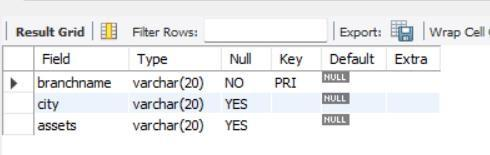 Result Grid Filter Rows: Export: Wrap Cell
Field Type Null Key Default Extra
branchname varchar(20) NO PRI NULL
city varchar(20) YES NULL
assets varchar(20) YES NULL